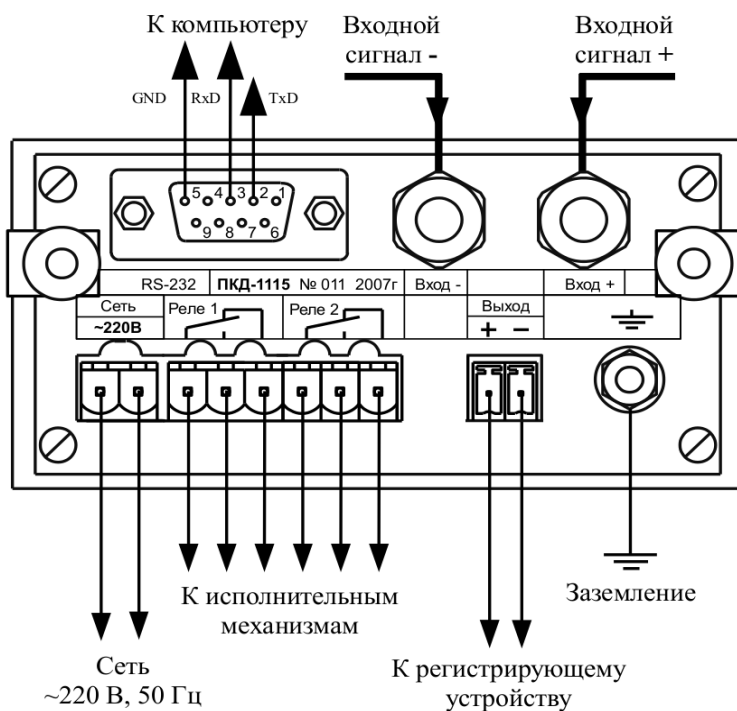 К компьютеру
Входной
сигнал -
Входной
сигнал +
GND RxD TxD
5 4 3 2 1
9 8 7 6
RS-232 ПКД-1115 № 011 2007г Вход - Вход +
Сеть
~220В
Реле 1
Реле 2
Выход
+ −
К исполнительным
механизмам
Заземление
Сеть
~220 В, 50 Гц
К регистрирующему
устройству